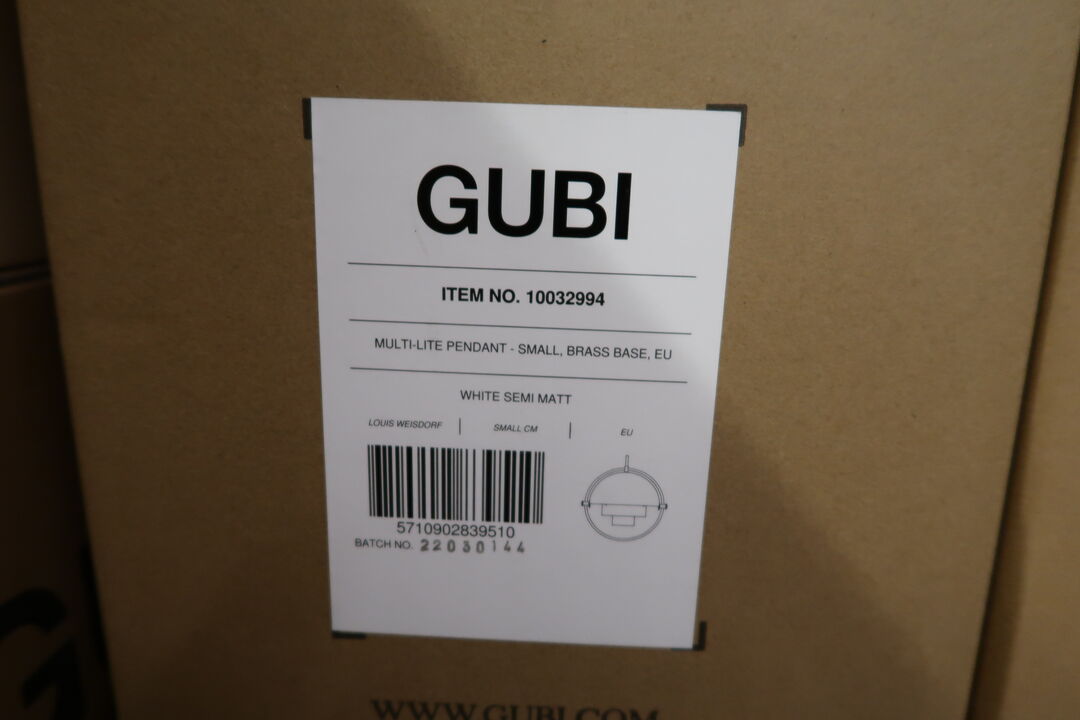 GUBI
ITEM NO. 10032994
MULTI-LITE PENDANT - SMALL, BRASS BASE, EU
WHITE SEMI MATT
LOUIS WEISDORF | SMALL CM | EU
5710902839510
BATCH NO. 22030144
WWW.GUBI.COM
G